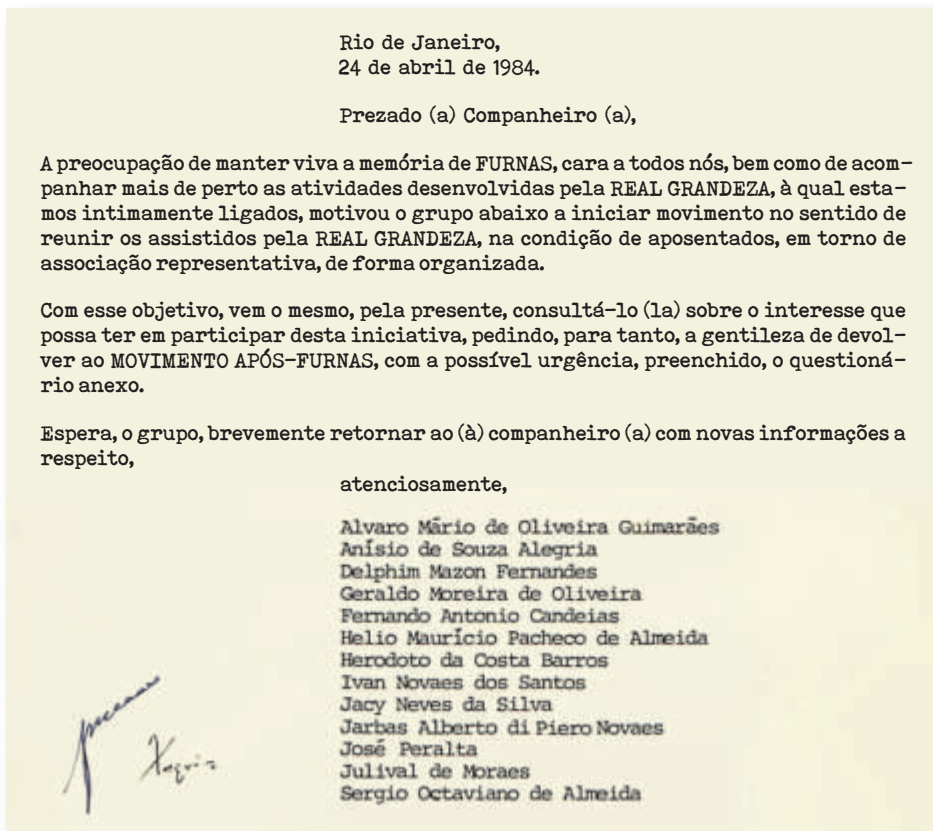 Rio de Janeiro,
24 de abril de 1984.
Prezado (a) Companheiro (a),
A preocupação de manter viva a memória de FURNAS, cara a todos nós, bem como de acom-
panhar mais de perto as atividades desenvolvidas pela REAL GRANDEZA, à qual esta-
mos intimamente ligados, motivou o grupo abaixo a iniciar movimento no sentido de
reunir os assistidos pela REAL GRANDEZA, na condição de aposentados, em torno de
associação representativa, de forma organizada.
Com esse objetivo, vem o mesmo, pela presente, consultá-lo (la) sobre o interesse que
possa ter em participar desta iniciativa, pedindo, para tanto, a gentileza de devol-
ver ao MOVIMENTO APÓS-FURNAS, com a possível urgência, preenchido, o questioná-
rio anexo.
Espera, o grupo, brevemente retornar ao (à) companheiro (a) com novas informações a
respeito,
atenciosamente,
Alvaro Mário de Oliveira Guimarães
Anísio de Souza Alegria
Delphim Mazon Fernandes
Geraldo Moreira de Oliveira
Fernando Antonio Candeias
Helio Maurício Pacheco de Almeida
Herodoto da Costa Barros
Ivan Novaes dos Santos
Jacy Neves da Silva
Jarbas Alberto di Piero Novaes
José Peralta
Julival de Moraes
Sergio Octaviano de Almeida